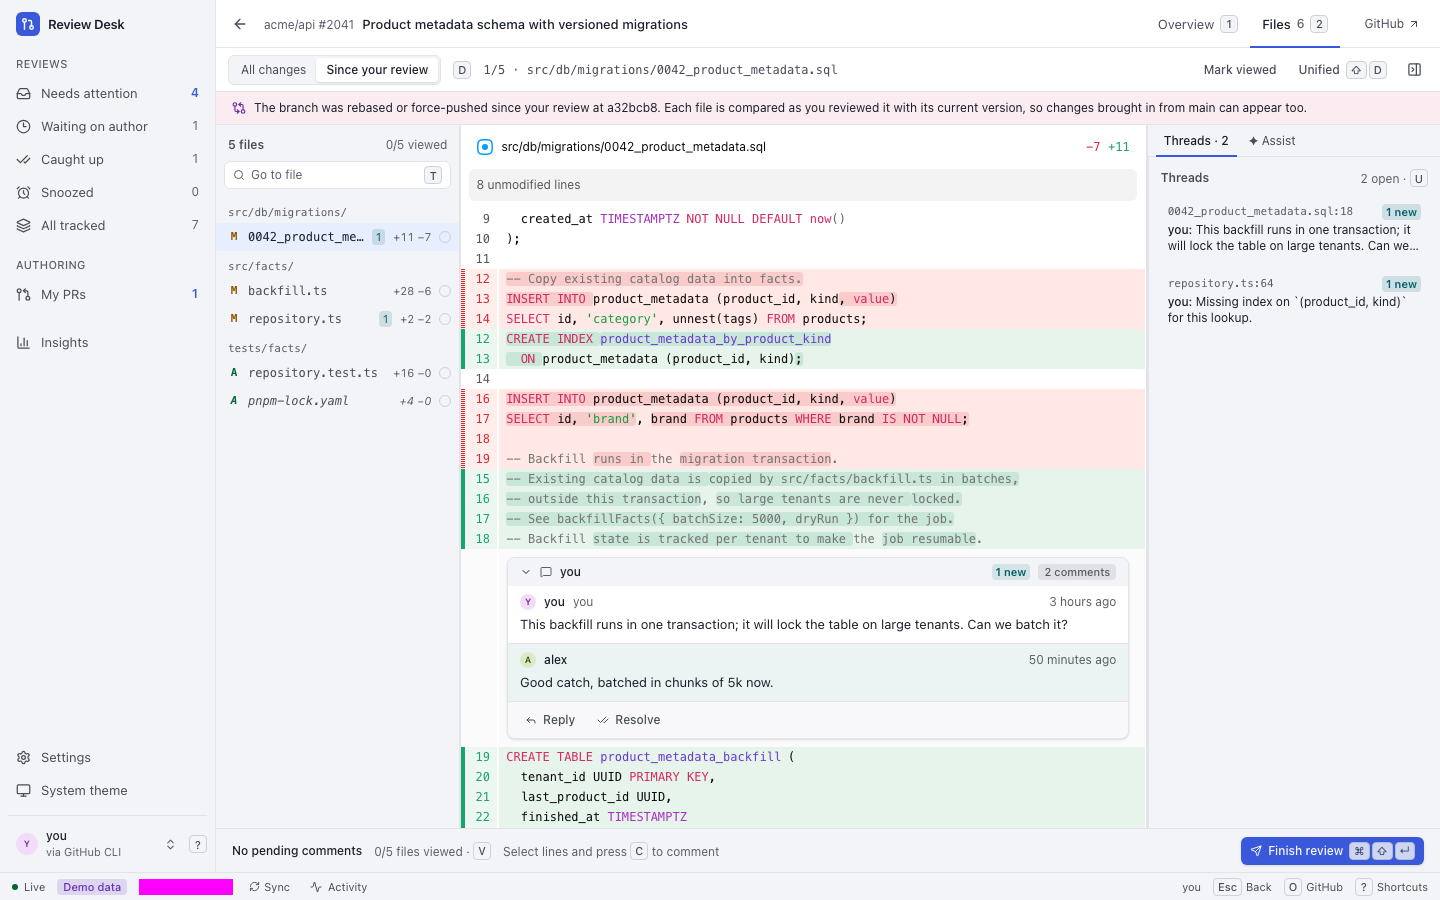 Review Desk
REVIEWS
Needs attention 4
Waiting on author 1
Caught up 1
Snoozed 0
All tracked 7
AUTHORING
My PRs 1
Insights
Settings
System theme
Y you
via GitHub CLI
?
acme/api #2041 Product metadata schema with versioned migrations
Overview 1 Files 6 2 GitHub
All changes Since your review D 1/5 · src/db/migrations/0042_product_metadata.sql
Mark viewed Unified D
The branch was rebased or force-pushed since your review at a32bcb8. Each file is compared as you reviewed it with its current version, so changes brought in from main can appear too.
5 files 0/5 viewed
Go to file T
src/db/migrations/
M 0042_product_me… 1 +11 −7
src/facts/
M backfill.ts +28 −6
M repository.ts 1 +2 −2
tests/facts/
A repository.test.ts +16 −0
A pnpm-lock.yaml +4 −0
src/db/migrations/0042_product_metadata.sql −7 +11
8 unmodified lines
9 created_at TIMESTAMPTZ NOT NULL DEFAULT now()
10 );
11
12 -- Copy existing catalog data into facts.
13 INSERT INTO product_metadata (product_id, kind, value)
14 SELECT id, 'category', unnest(tags) FROM products;
12 CREATE INDEX product_metadata_by_product_kind
13 ON product_metadata (product_id, kind);
14
16 INSERT INTO product_metadata (product_id, kind, value)
17 SELECT id, 'brand', brand FROM products WHERE brand IS NOT NULL;
18
19 -- Backfill runs in the migration transaction.
15 -- Existing catalog data is copied by src/facts/backfill.ts in batches,
16 -- outside this transaction, so large tenants are never locked.
17 -- See backfillFacts({ batchSize: 5000, dryRun }) for the job.
18 -- Backfill state is tracked per tenant to make the job resumable.
you 1 new 2 comments
Y you you 3 hours ago
This backfill runs in one transaction; it will lock the table on large tenants. Can we batch it?
A alex 50 minutes ago
Good catch, batched in chunks of 5k now.
Reply Resolve
19 CREATE TABLE product_metadata_backfill (
20 tenant_id UUID PRIMARY KEY,
21 last_product_id UUID,
22 finished_at TIMESTAMPTZ
Threads · 2 Assist
Threads 2 open · U
0042_product_metadata.sql:18 1 new
you: This backfill runs in one transaction; it
will lock the table on large tenants. Can we…
repository.ts:64 1 new
you: Missing index on `(product_id, kind)`
for this lookup.
No pending comments 0/5 files viewed · V Select lines and press C to comment
Finish review ⌘ ⇧ ↵
Live Demo data Sync Activity
you Esc Back O GitHub ? Shortcuts